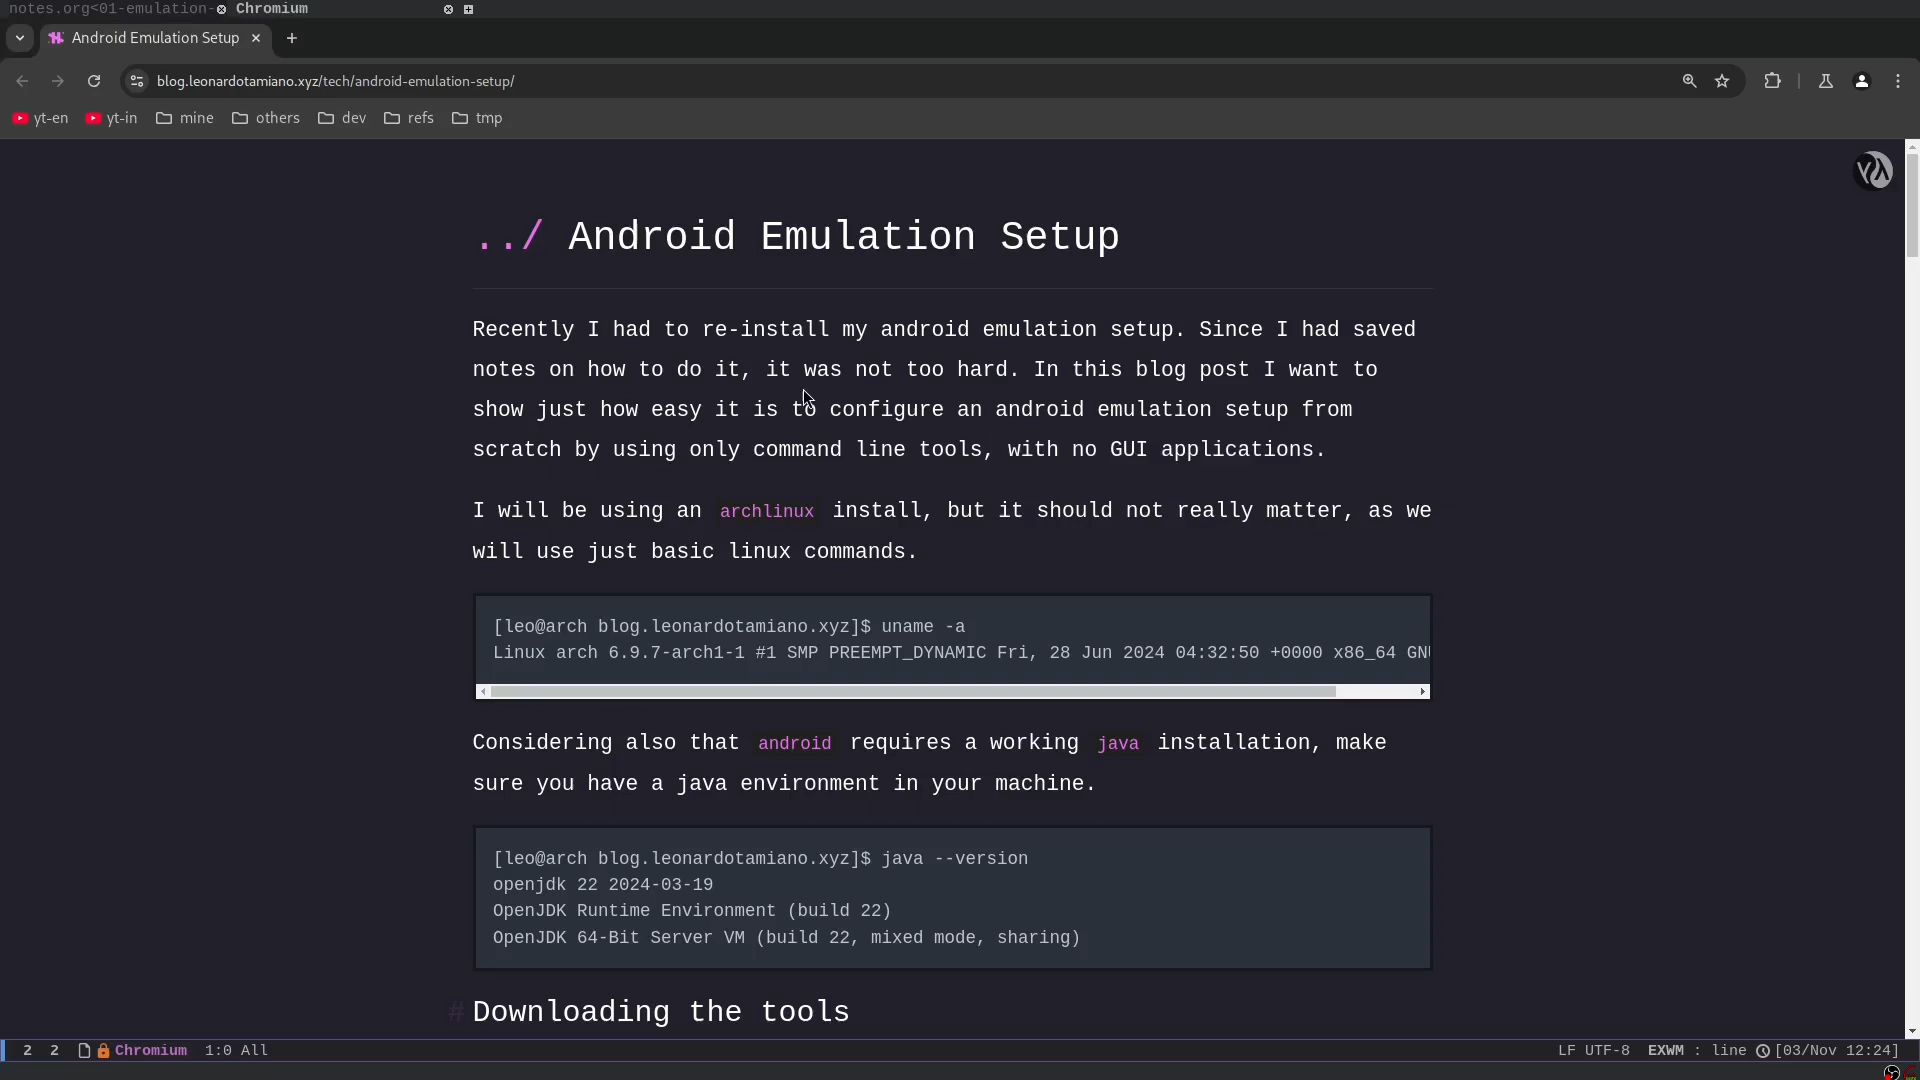 notes.org<01-emulation- Chromium
Android Emulation Setup
blog.leonardotamiano.xyz/tech/android-emulation-setup/
yt-en yt-in mine others dev refs tmp
../ Android Emulation Setup
Recently I had to re-install my android emulation setup. Since I had saved
notes on how to do it, it was not too hard. In this blog post I want to
show just how easy it is to configure an android emulation setup from
scratch by using only command line tools, with no GUI applications.
I will be using an archlinux install, but it should not really matter, as we
will use just basic linux commands.
[leo@arch blog.leonardotamiano.xyz]$ uname -a
Linux arch 6.9.7-arch1-1 #1 SMP PREEMPT_DYNAMIC Fri, 28 Jun 2024 04:32:50 +0000 x86_64
Considering also that android requires a working java installation, make
sure you have a java environment in your machine.
[leo@arch blog.leonardotamiano.xyz]$ java --version
openjdk 22 2024-03-19
OpenJDK Runtime Environment (build 22)
OpenJDK 64-Bit Server VM (build 22, mixed mode, sharing)
# Downloading the tools
2 2 Chromium 1:0 All LF UTF-8 EXWM : line [03/Nov 12:24]